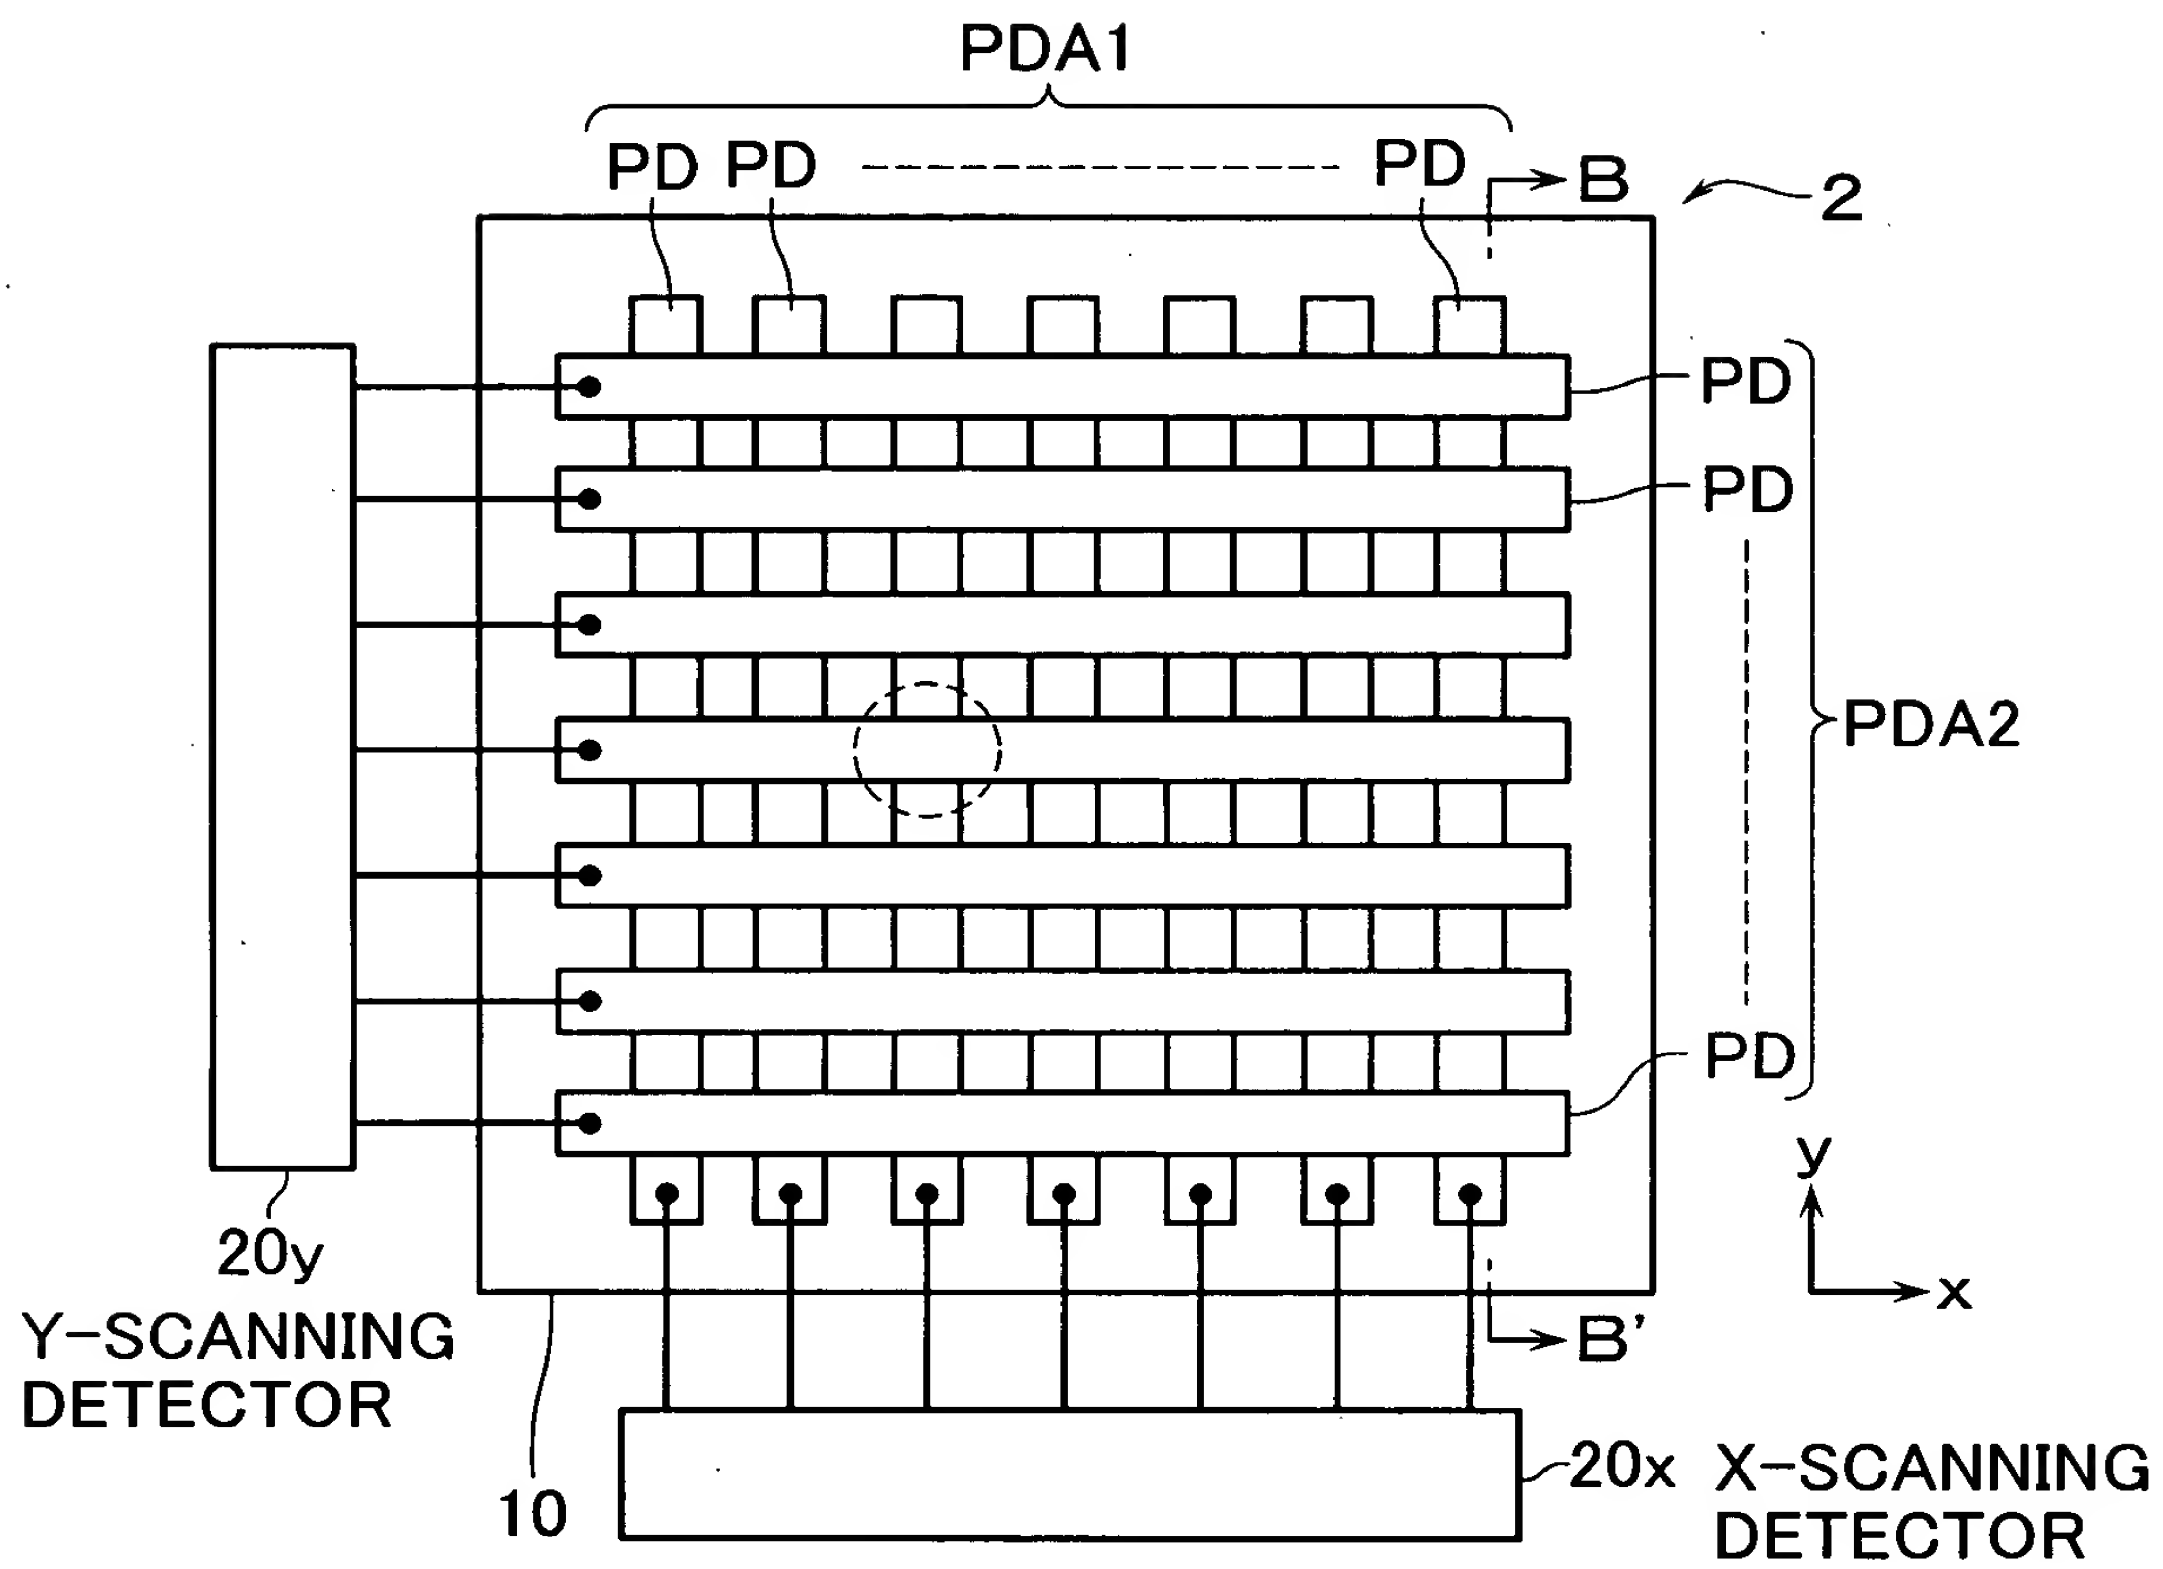 PDA1
PD PD PD
B
2
PD
PD
PDA2
PD
y
x
20y
Y-SCANNING
DETECTOR
B'
10
20x X-SCANNING
DETECTOR